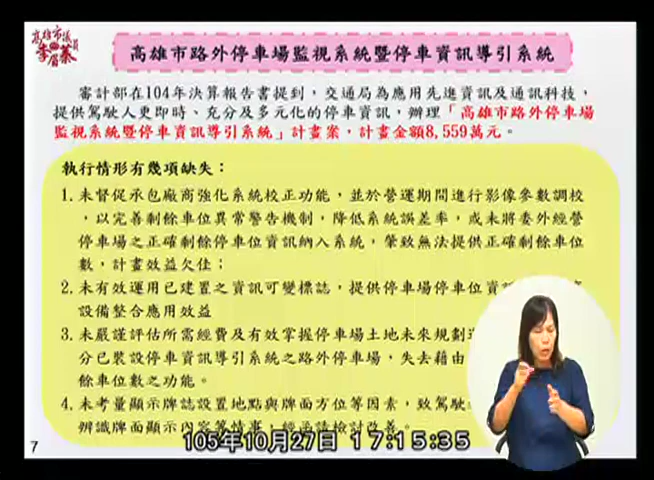 高雄市議員
李眉蓁
高雄市路外停車場監視系統暨停車資訊導引系統
審計部在104年決算報告書提到，交通局為應用先進資訊及通訊科技，
提供駕駛人更即時、充分及多元化的停車資訊，辦理「高雄市路外停車場
監視系統暨停車資訊導引系統」計畫案，計畫金額8,559萬元。
執行情形有幾項缺失：
1. 未督促承包廠商強化系統校正功能，並於營運期間進行影像參數調校
，以完善剩餘車位異常警告機制，降低系統誤差率，或未將委外經營
停車場之正確剩餘停車位資訊納入系統，肇致無法提供正確剩餘車位
數，計畫效益欠佳；
2. 未有效運用已建置之資訊可變標誌，提供停車場停車位資
設備整合應用效益
3. 未嚴謹評估所需經費及有效掌握停車場土地未來規劃
分已裝設停車資訊導引系統之路外停車場，失去藉由
餘車位數之功能。
4. 未考量顯示牌誌設置地點與牌面方位等因素，致駕駛
辨識牌面顯示內容等情事，經函請檢討改善。
105年10月27日 17:15:35
7